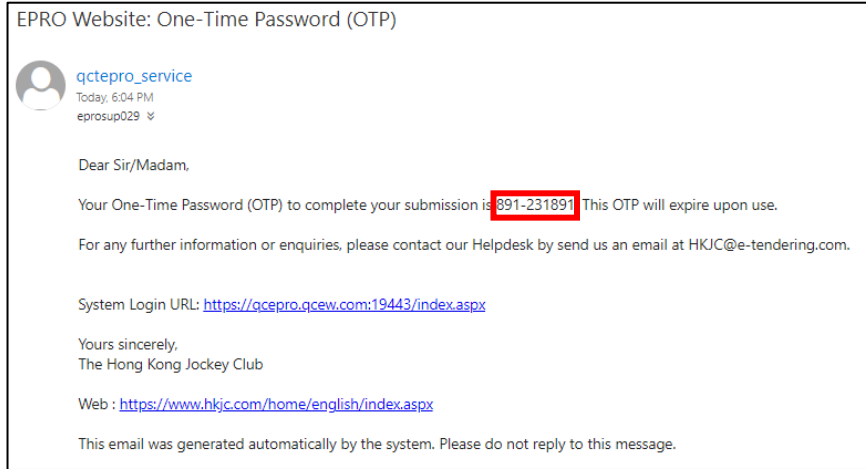 EPRO Website: One-Time Password (OTP)
qctepro_service
Today, 6:04 PM
eprosup029
Dear Sir/Madam,
Your One-Time Password (OTP) to complete your submission is 891-231891. This OTP will expire upon use.
For any further information or enquiries, please contact our Helpdesk by send us an email at HKJC@e-tendering.com.
System Login URL: https://qcepro.qcew.com:19443/index.aspx
Yours sincerely,
The Hong Kong Jockey Club
Web : https://www.hkjc.com/home/english/index.aspx
This email was generated automatically by the system. Please do not reply to this message.